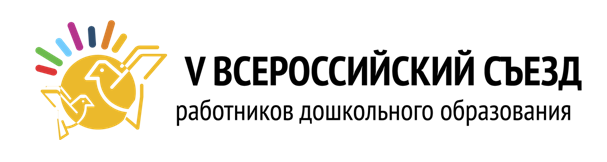 V ВСЕРОССИЙСКИЙ СЪЕЗД
работников дошкольного образования